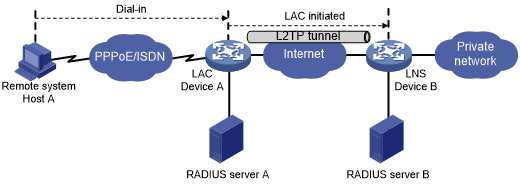 Dial-in
LAC initiated
L2TP tunnel
PPPoE/ISDN
Internet
Private
network
Remote system
Host A
LAC
Device A
LNS
Device B
RADIUS server A
RADIUS server B